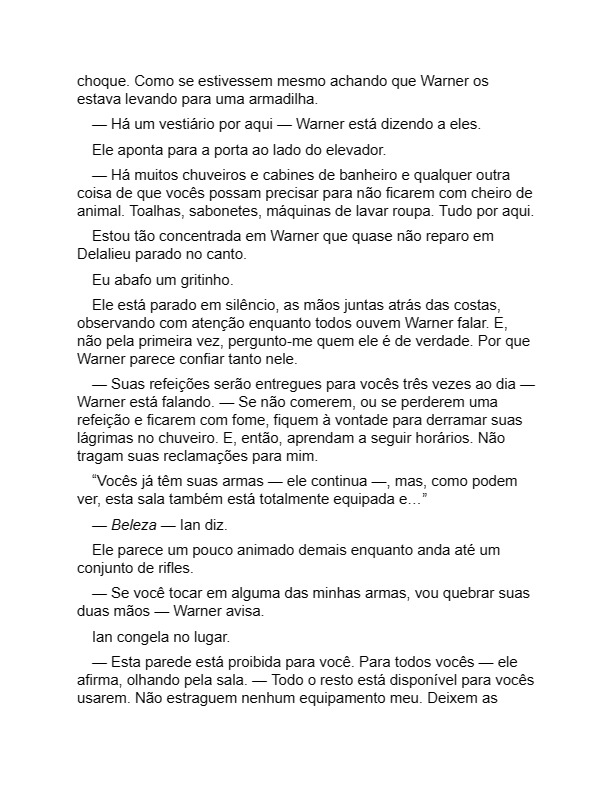 choque. Como se estivessem mesmo achando que Warner os
estava levando para uma armadilha.
— Há um vestiário por aqui — Warner está dizendo a eles.
Ele aponta para a porta ao lado do elevador.
— Há muitos chuveiros e cabines de banheiro e qualquer outra
coisa de que vocês possam precisar para não ficarem com cheiro de
animal. Toalhas, sabonetes, máquinas de lavar roupa. Tudo por aqui.
Estou tão concentrada em Warner que quase não reparo em
Delalieu parado no canto.
Eu abafo um gritinho.
Ele está parado em silêncio, as mãos juntas atrás das costas,
observando com atenção enquanto todos ouvem Warner falar. E,
não pela primeira vez, pergunto-me quem ele é de verdade. Por que
Warner parece confiar tanto nele.
— Suas refeições serão entregues para vocês três vezes ao dia —
Warner está falando. — Se não comerem, ou se perderem uma
refeição e ficarem com fome, fiquem à vontade para derramar suas
lágrimas no chuveiro. E, então, aprendam a seguir horários. Não
tragam suas reclamações para mim.
“Vocês já têm suas armas — ele continua —, mas, como podem
ver, esta sala também está totalmente equipada e…”
— Beleza — Ian diz.
Ele parece um pouco animado demais enquanto anda até um
conjunto de rifles.
— Se você tocar em alguma das minhas armas, vou quebrar suas
duas mãos — Warner avisa.
Ian congela no lugar.
— Esta parede está proibida para você. Para todos vocês — ele
afirma, olhando pela sala. — Todo o resto está disponível para vocês
usarem. Não estraguem nenhum equipamento meu. Deixem as